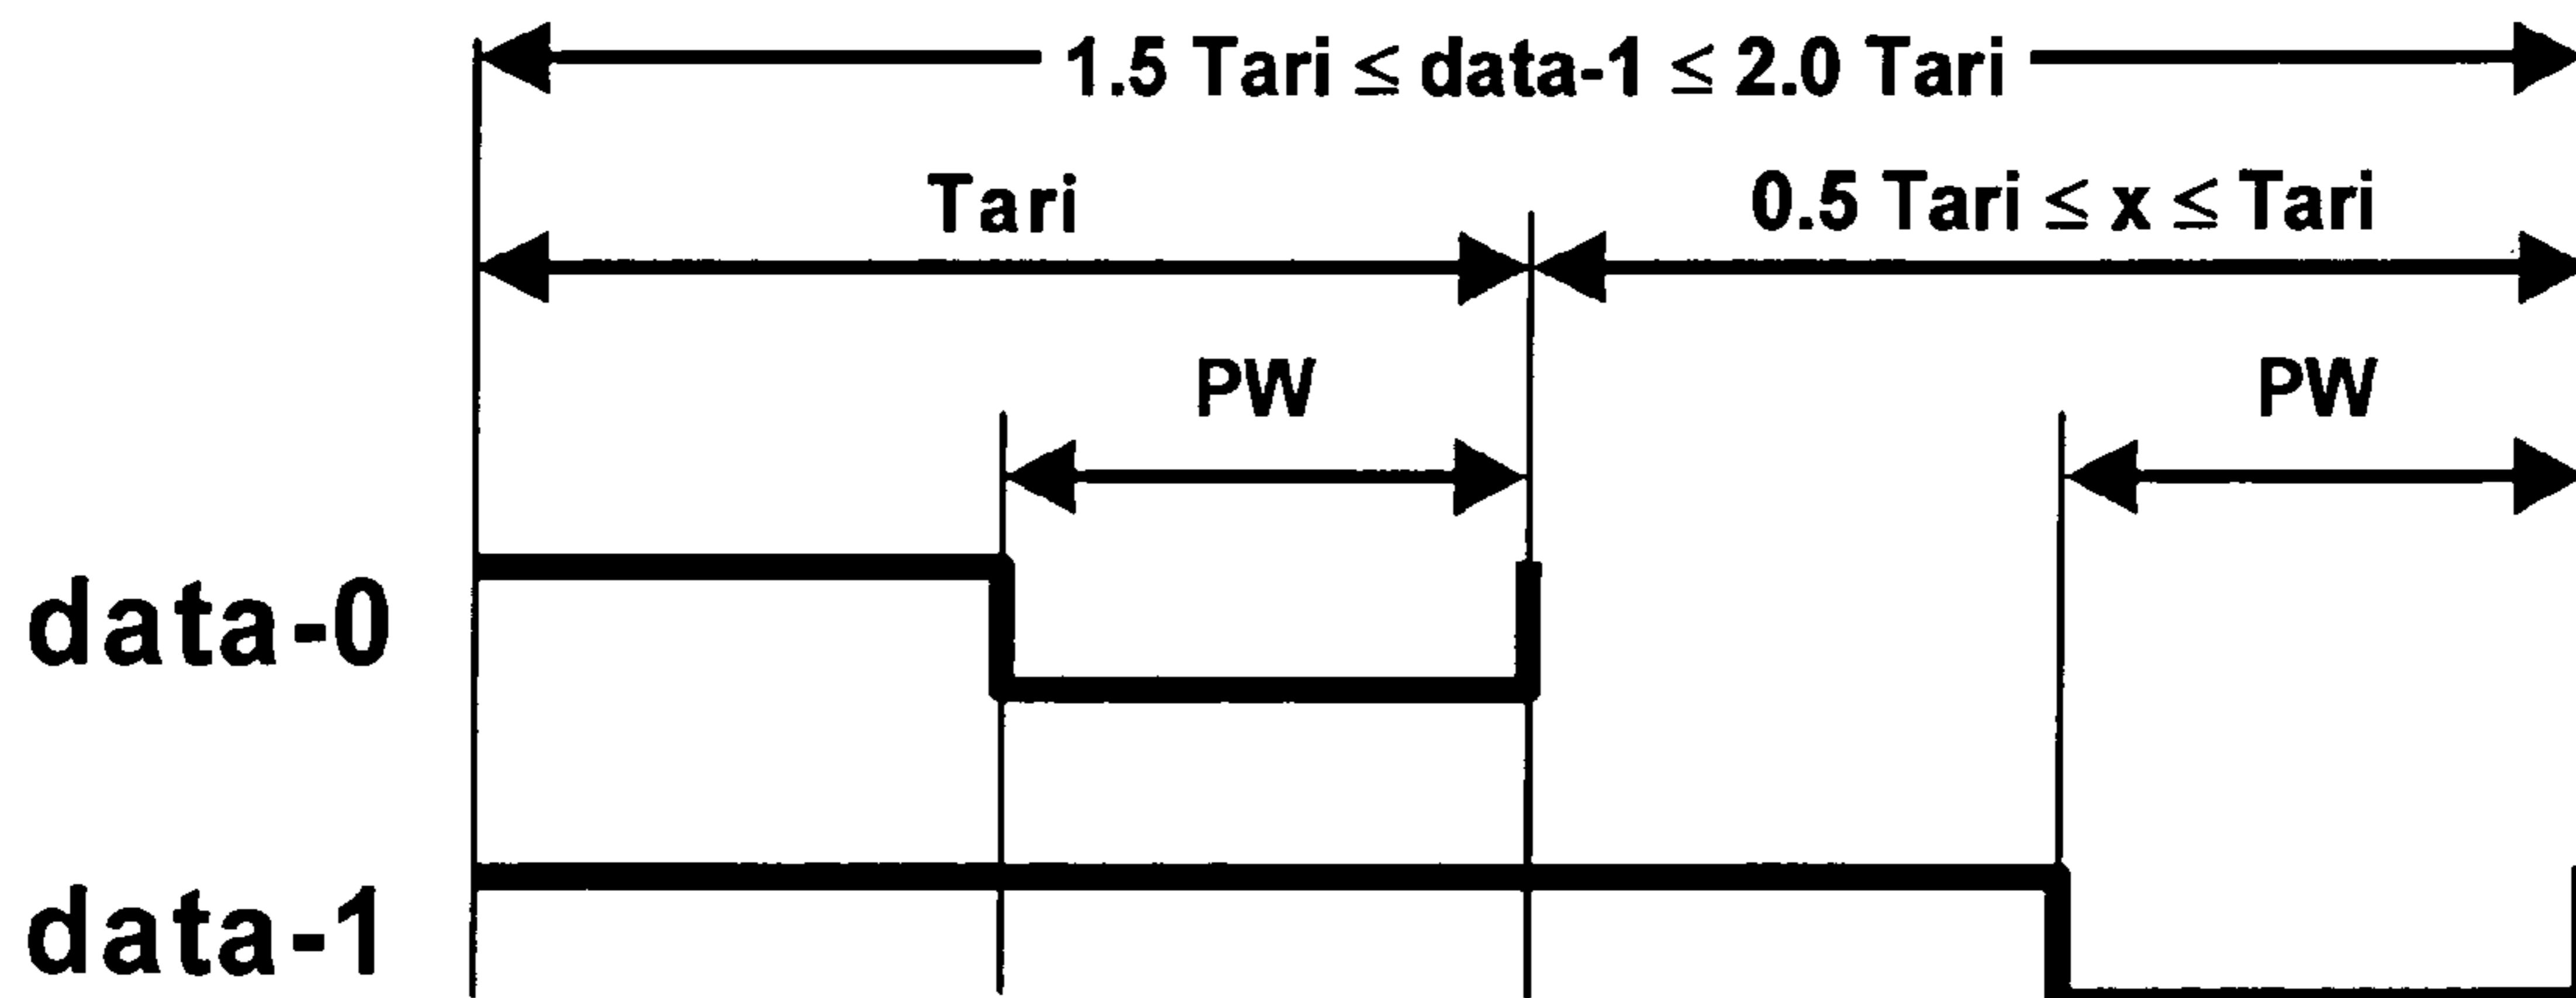 1.5 Tari ≤ data-1 ≤ 2.0 Tari
Tari
0.5 Tari ≤ x ≤ Tari
PW
PW
data-0
data-1